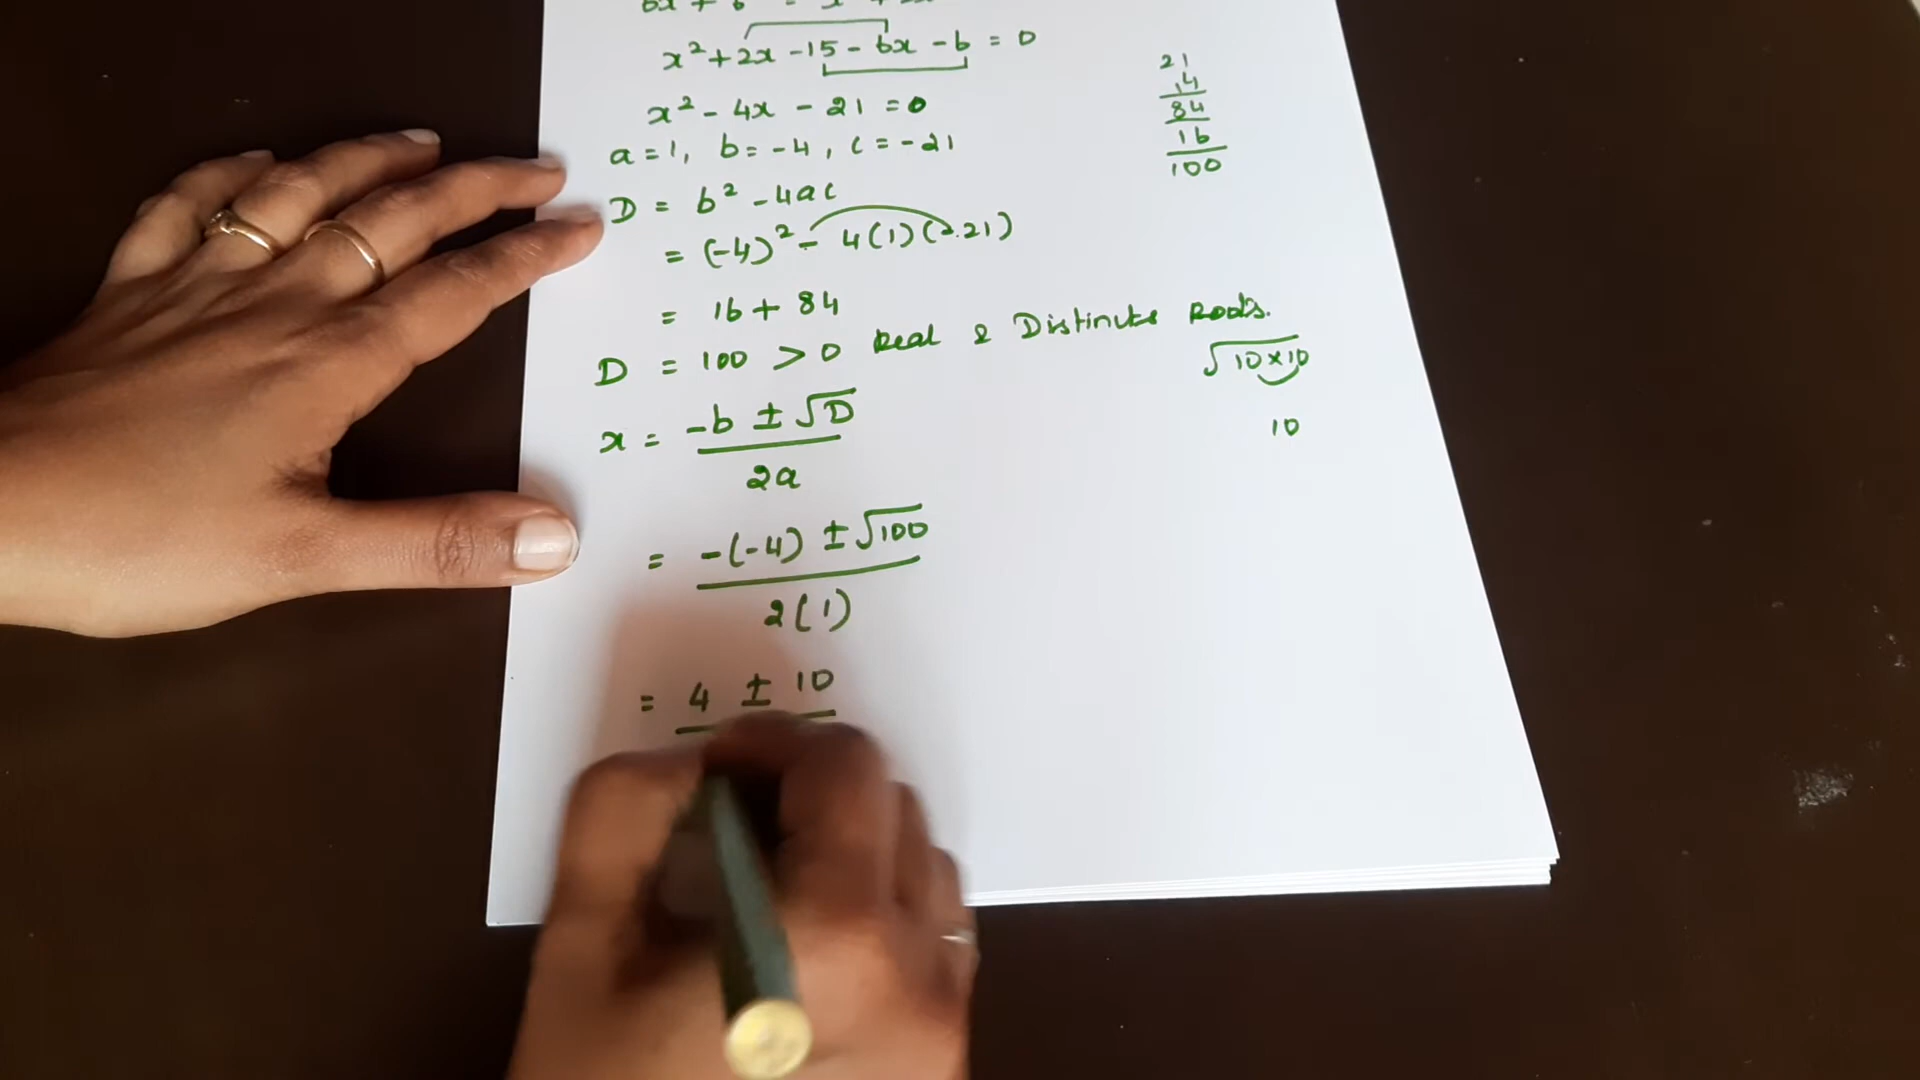 x² + 2x - 15 - 6x - 6 = 0
x² - 4x - 21 = 0
a = 1, b = -4, c = -21
D = b² - 4ac
= (-4)² - 4(1)(-21)
= 16 + 84
D = 100 > 0 Real & Distincts Roots.
x = -b ± √D
2a
= -(-4) ± √100
2(1)
= 4 ± 10
21
14
84
16
100
√10×10
10